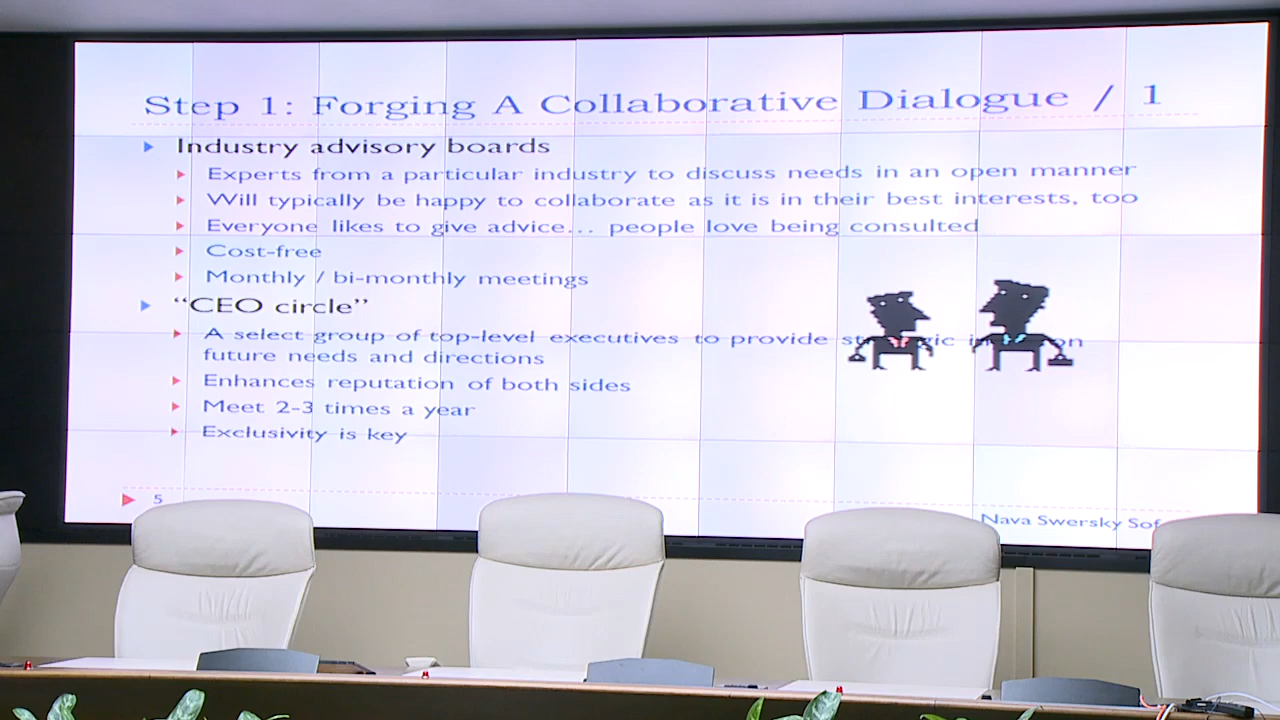 Step 1: Forging A Collaborative Dialogue / 1
Industry advisory boards
Experts from a particular industry to discuss needs in an open manner
Will typically be happy to collaborate as it is in their best interests, too
Everyone likes to give advice... people love being consulted
Cost-free
Monthly / bi-monthly meetings
“CEO circle”
A select group of top-level executives to provide on
future needs and directions
Enhances reputation of both sides
Meet 2-3 times a year
Exclusivity is key
5
Nava Swersky